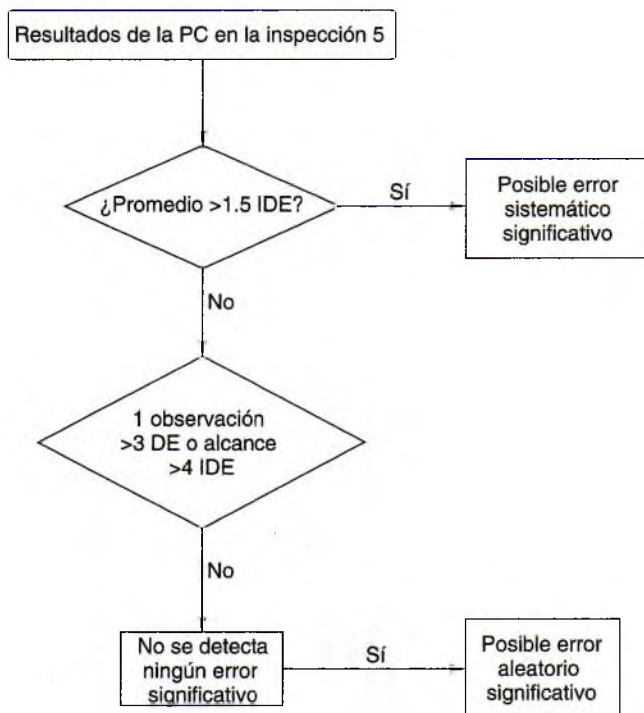 Resultados de la PC en la inspección 5
¿Promedio >1.5 IDE?
Sí
Posible error
sistemático
significativo
No
1 observación
>3 DE o alcance
>4 IDE
No
No se detecta
ningún error
significativo
Sí
Posible error
aleatorio
significativo